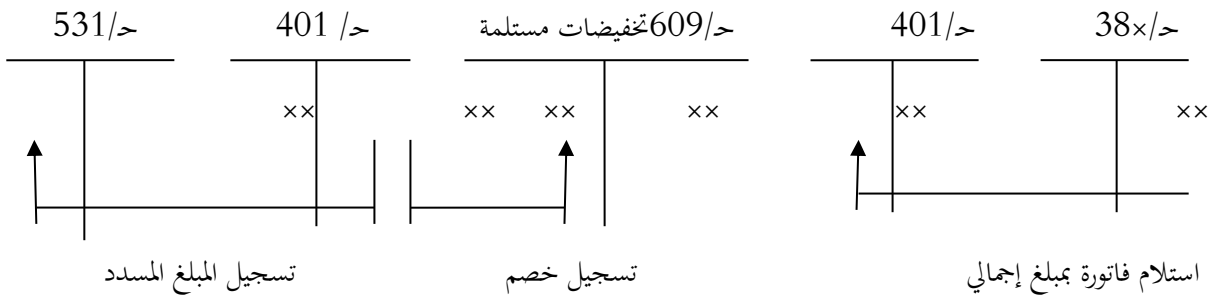 ح/×38 ح/401 ح/609تخفيضات مستلمة ح/ 401 ح/531
×× ×× ×× ×× ×× ××
استلام فاتورة بمبلغ إجمالي تسجيل خصم تسجيل المبلغ المسدد